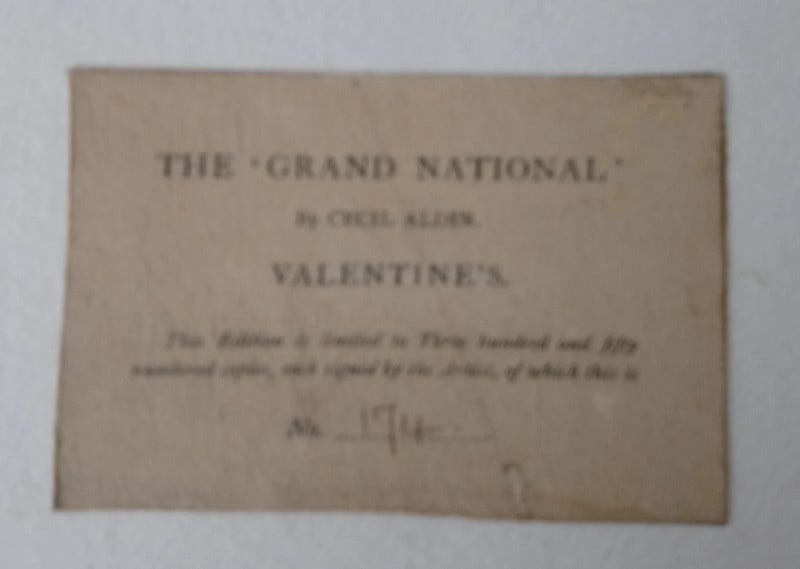 THE 'GRAND NATIONAL'
By CECIL ALDIN.
VALENTINE'S.
This Edition is limited to Three hundred and fifty
numbered copies, each signed by the Artist, of which this is
No. 174.